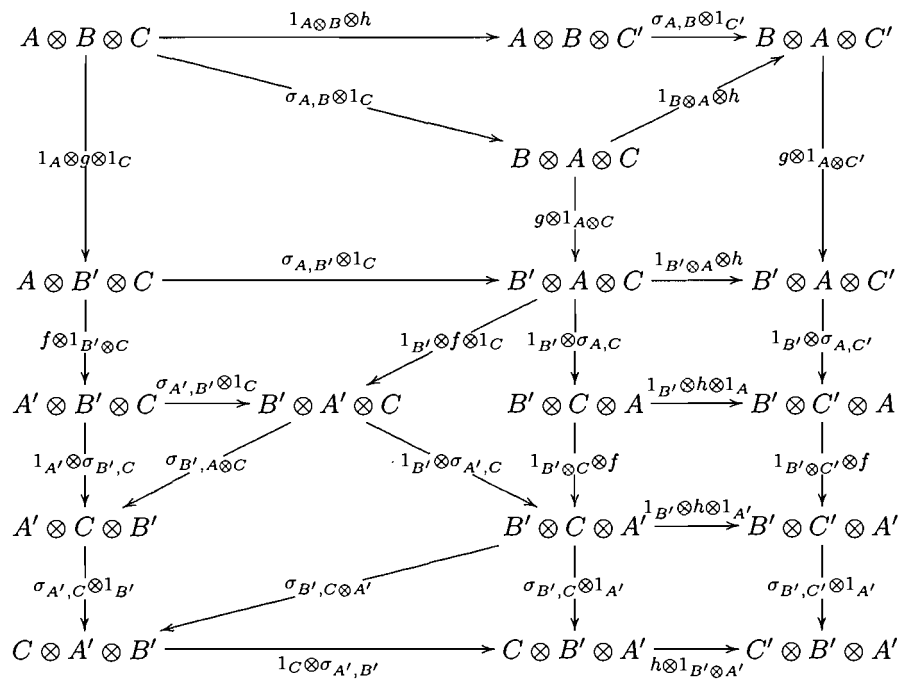 1_{A⊗B}⊗h σ_{A,B}⊗1_{C'}
A ⊗ B ⊗ C A ⊗ B ⊗ C' B ⊗ A ⊗ C'
σ_{A,B}⊗1_C 1_{B⊗A}⊗h
1_A⊗g⊗1_C B ⊗ A ⊗ C g⊗1_{A⊗C'}
g⊗1_{A⊗C}
σ_{A,B'}⊗1_C 1_{B'⊗A}⊗h
A ⊗ B' ⊗ C B' ⊗ A ⊗ C B' ⊗ A ⊗ C'
f⊗1_{B'⊗C} 1_{B'}⊗f⊗1_C 1_{B'}⊗σ_{A,C} 1_{B'}⊗σ_{A,C'}
σ_{A',B'}⊗1_C 1_{B'}⊗h⊗1_A
A' ⊗ B' ⊗ C B' ⊗ A' ⊗ C B' ⊗ C ⊗ A B' ⊗ C' ⊗ A
1_{A'}⊗σ_{B',C} σ_{B',A⊗C} 1_{B'}⊗σ_{A',C} 1_{B'⊗C}⊗f 1_{B'⊗C'}⊗f
1_{B'}⊗h⊗1_{A'}
A' ⊗ C ⊗ B' B' ⊗ C ⊗ A' B' ⊗ C' ⊗ A'
σ_{A',C}⊗1_{B'} σ_{B',C⊗A'} σ_{B',C}⊗1_{A'} σ_{B',C'}⊗1_{A'}
C ⊗ A' ⊗ B' C ⊗ B' ⊗ A' C' ⊗ B' ⊗ A'
1_C⊗σ_{A',B'} h⊗1_{B'⊗A'}